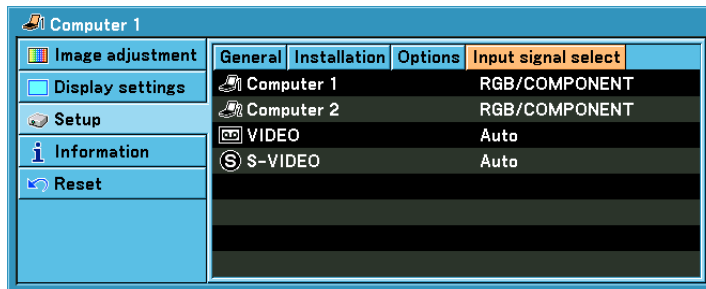 Computer 1
Image adjustment
Display settings
Setup
Information
Reset
General Installation Options Input signal select
Computer 1 RGB/COMPONENT
Computer 2 RGB/COMPONENT
VIDEO Auto
S S-VIDEO Auto